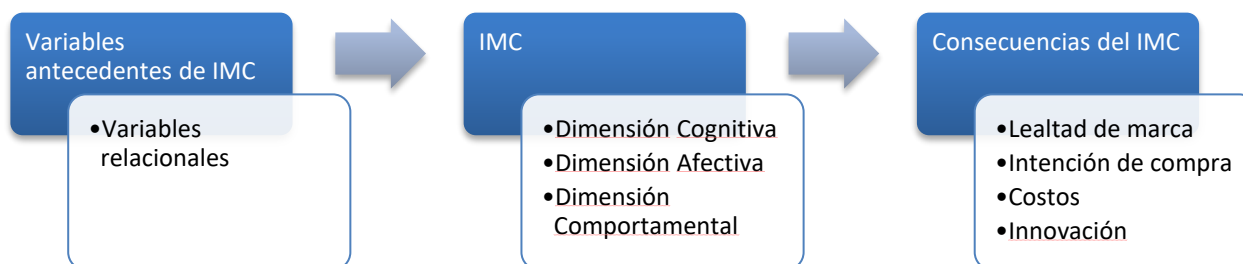 Variables
antecedentes de IMC
•Variables
relacionales
IMC
•Dimensión Cognitiva
•Dimensión Afectiva
•Dimensión
Comportamental
Consecuencias del IMC
•Lealtad de marca
•Intención de compra
•Costos
•Innovación